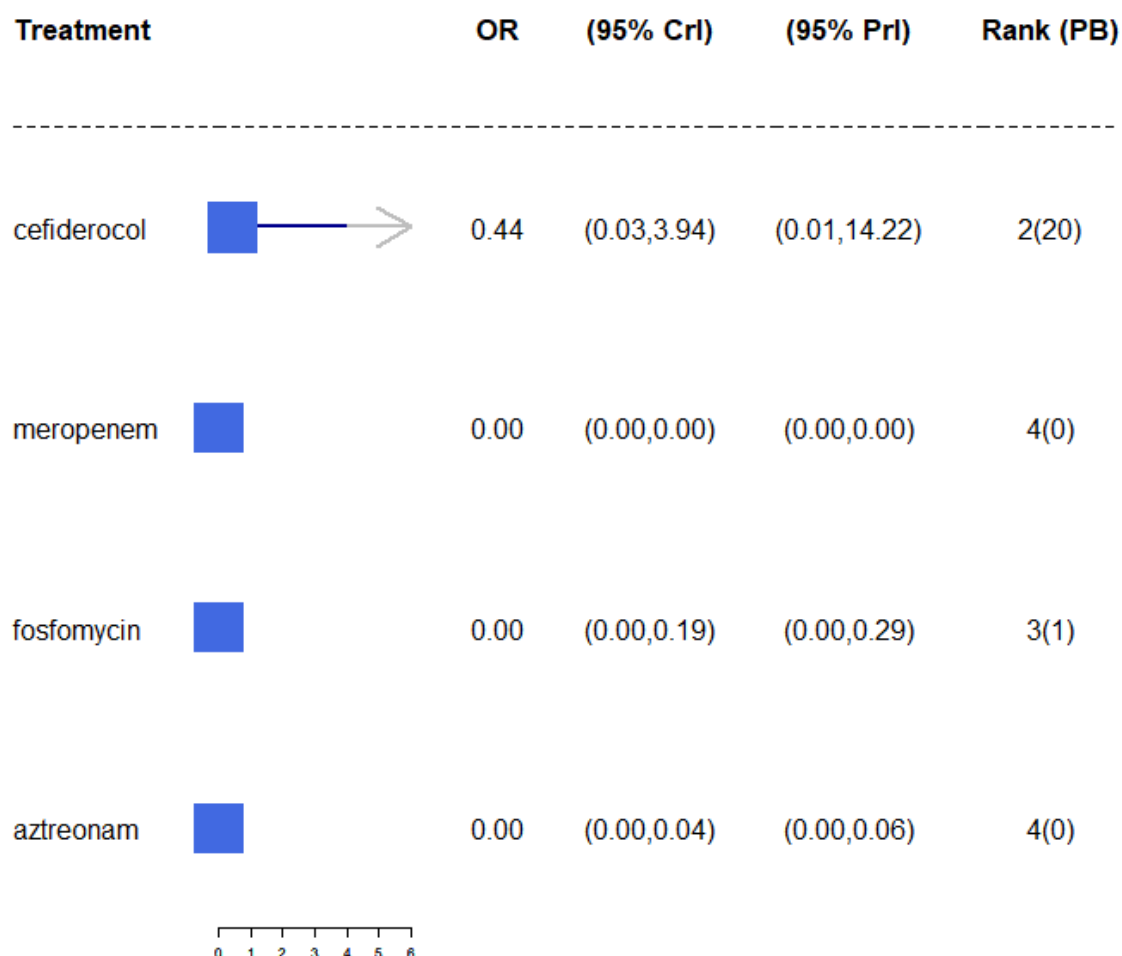 Treatment OR (95% CrI) (95% PrI) Rank (PB)
cefiderocol 0.44 (0.03,3.94) (0.01,14.22) 2(20)
meropenem 0.00 (0.00,0.00) (0.00,0.00) 4(0)
fosfomycin 0.00 (0.00,0.19) (0.00,0.29) 3(1)
aztreonam 0.00 (0.00,0.04) (0.00,0.06) 4(0)
0 1 2 3 4 5 6